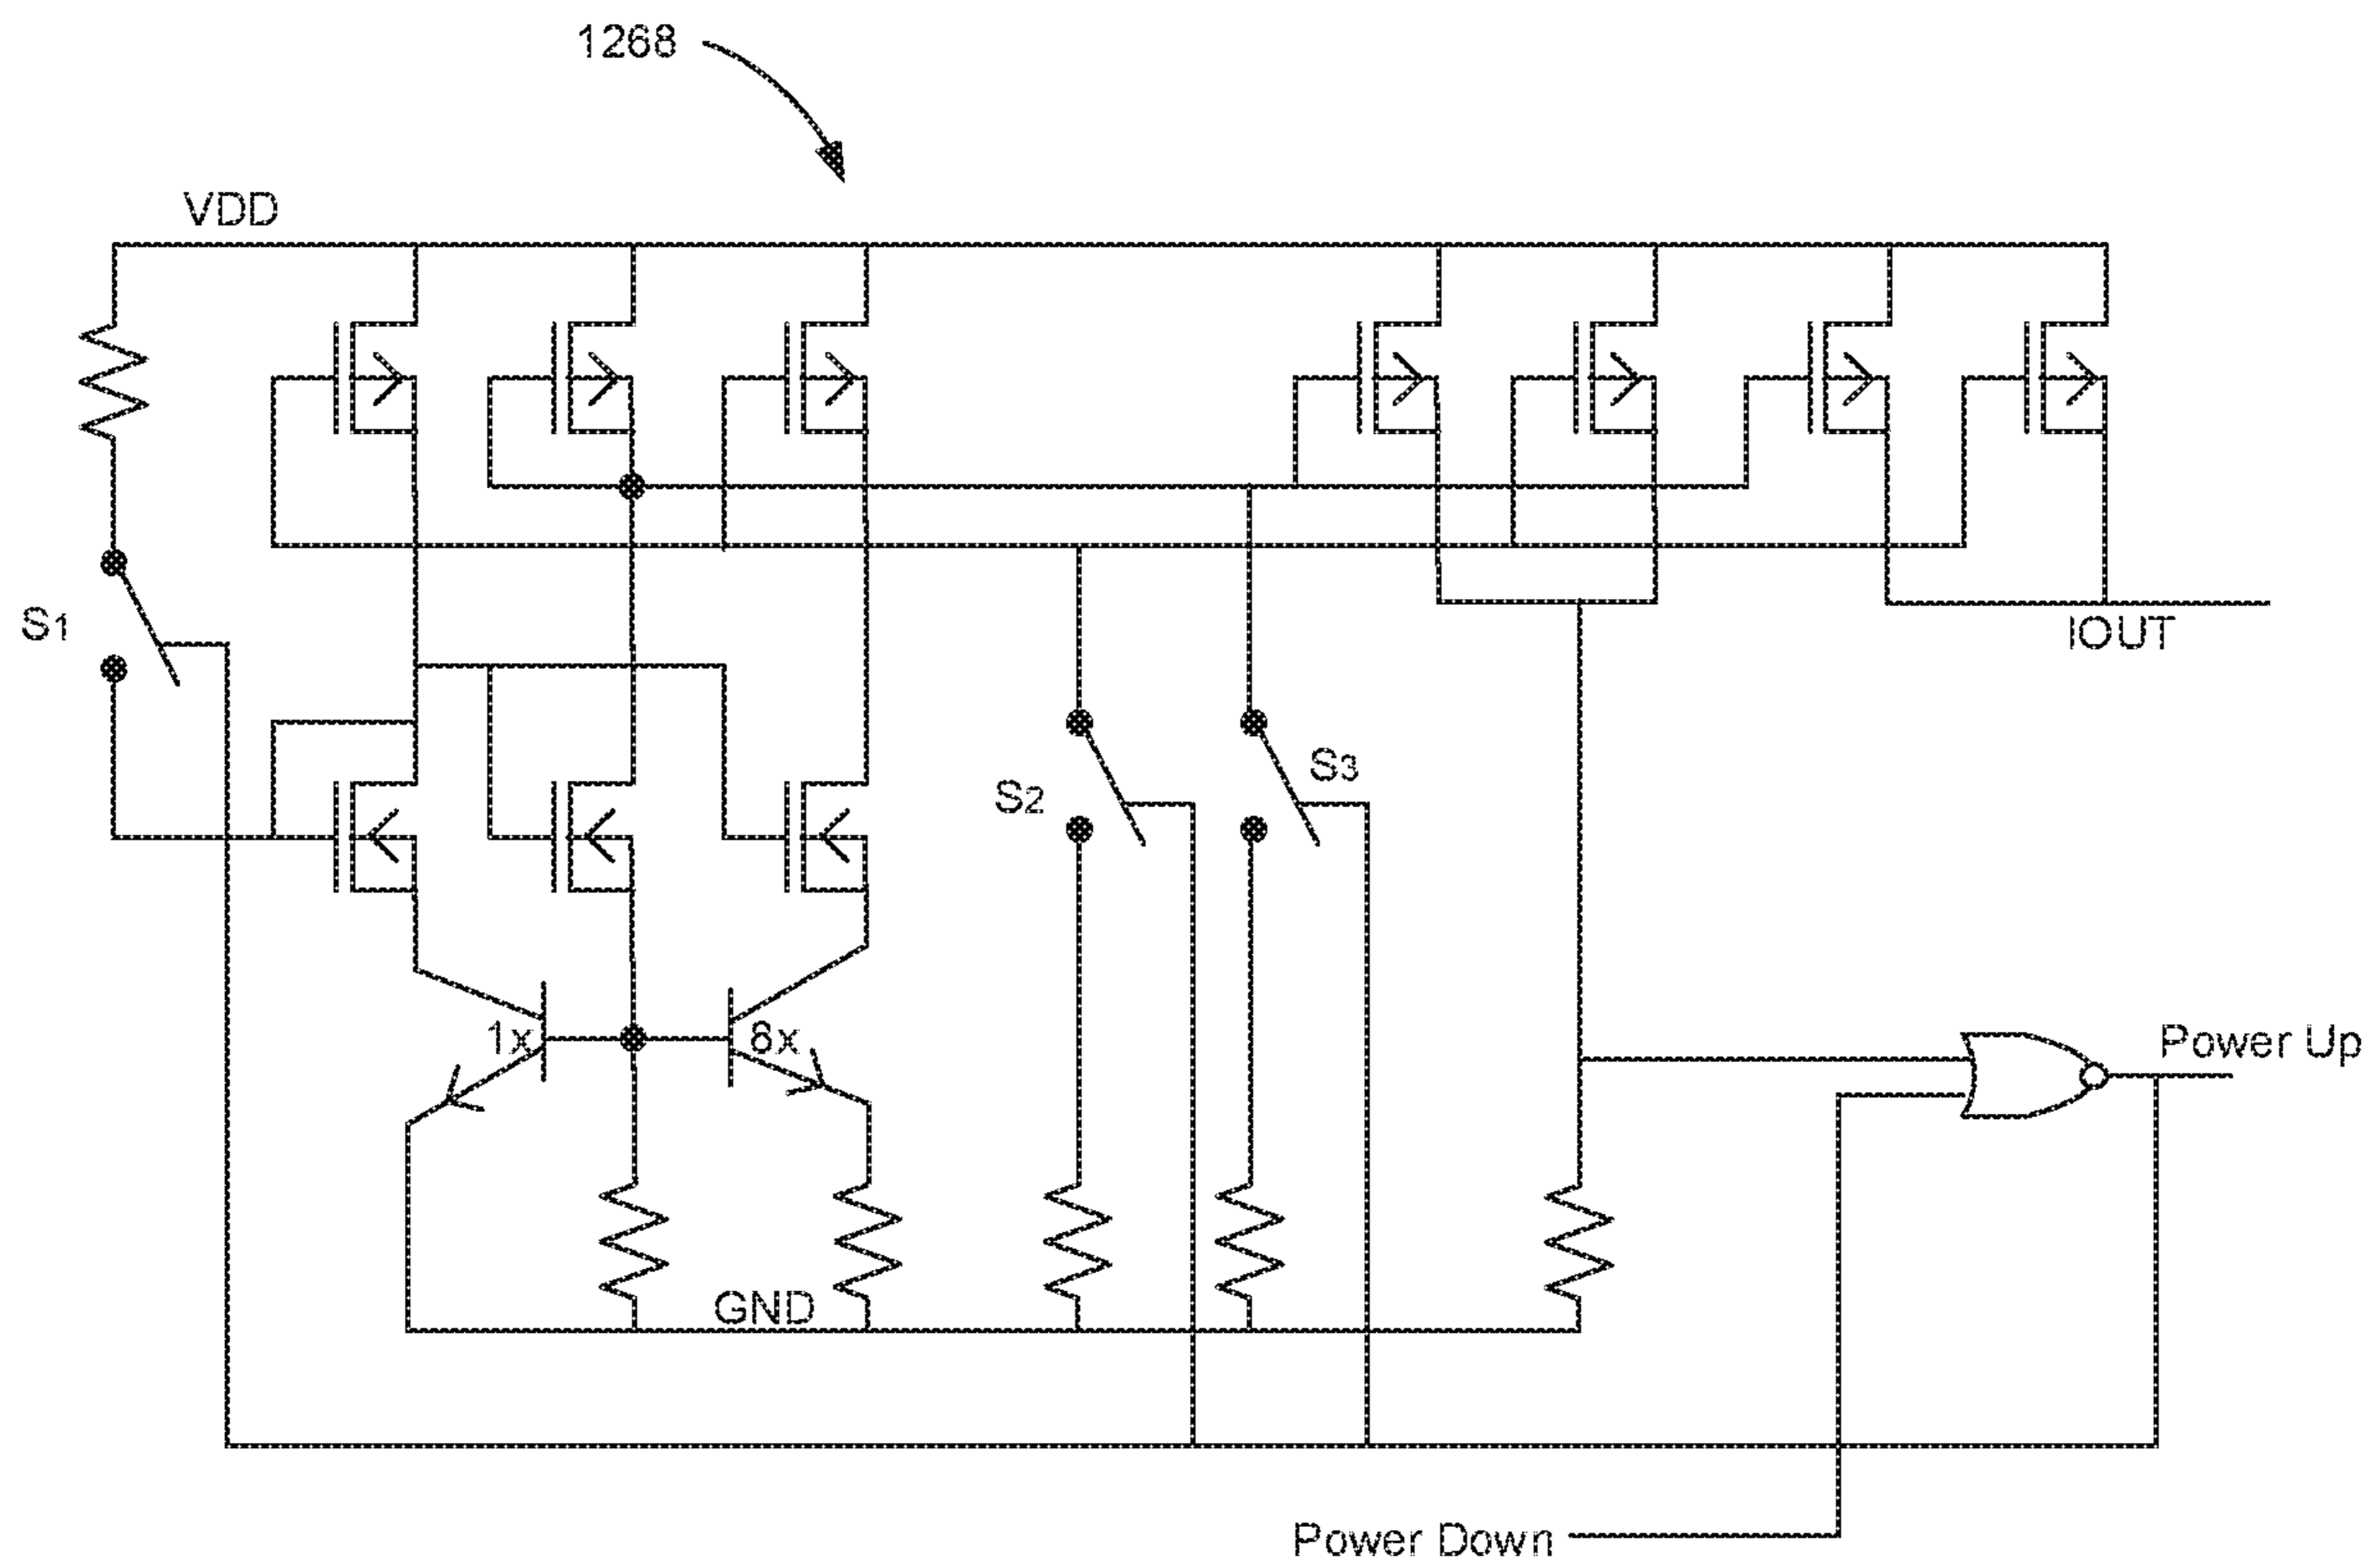 1268
VDD
S1
IOUT
S2
S3
1x
8x
GND
Power Up
Power Down